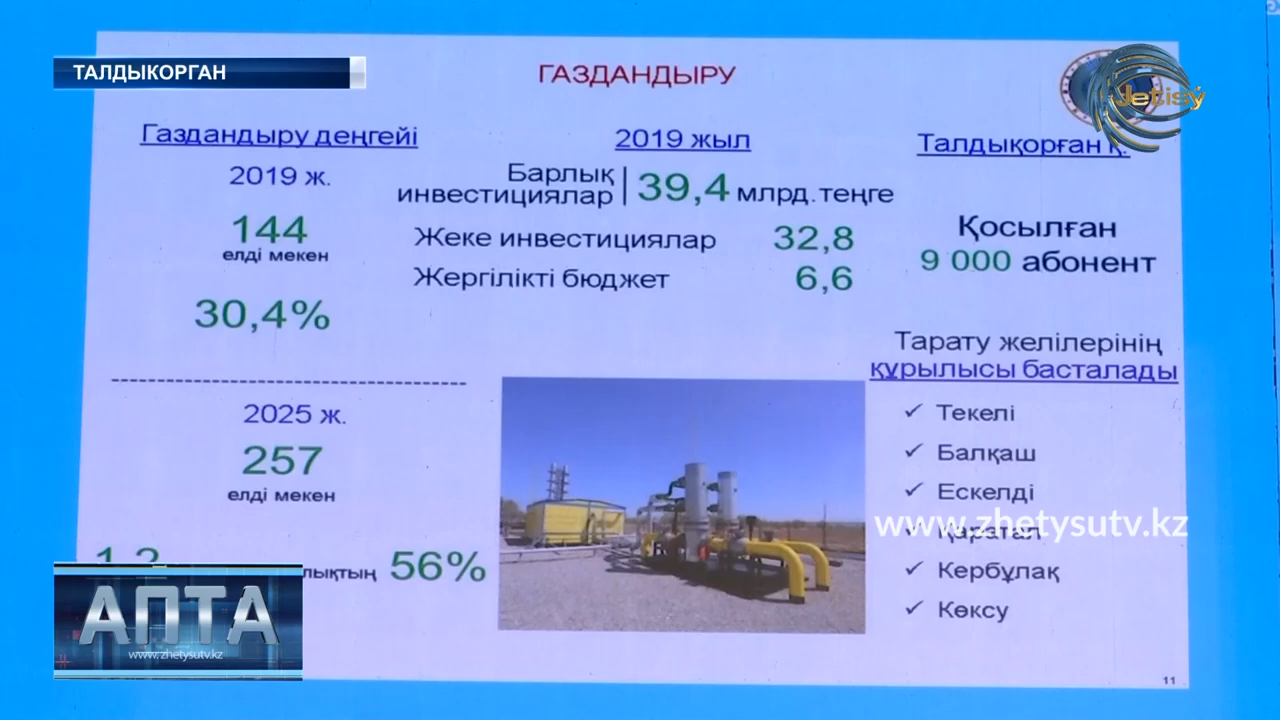 ТАЛДЫКОРГАН
ГАЗДАНДЫРУ
Jetisý
Газдандыру деңгейі
2019 ж.
144
елді мекен
30,4%
2025 ж.
257
елді мекен
лықтың 56%
2019 жыл
Барлық
инвестициялар 39,4 млрд. теңге
Жеке инвестициялар 32,8
Жергілікті бюджет 6,6
Талдықорған қ.
Қосылған
9 000 абонент
Тарату желілерінің
құрылысы басталады
✓ Текелі
✓ Балқаш
✓ Ескелді
www.zhetysutv.kz
✓ Қаратал
✓ Кербұлақ
✓ Көксу
АПТА
www.zhetysutv.kz
11